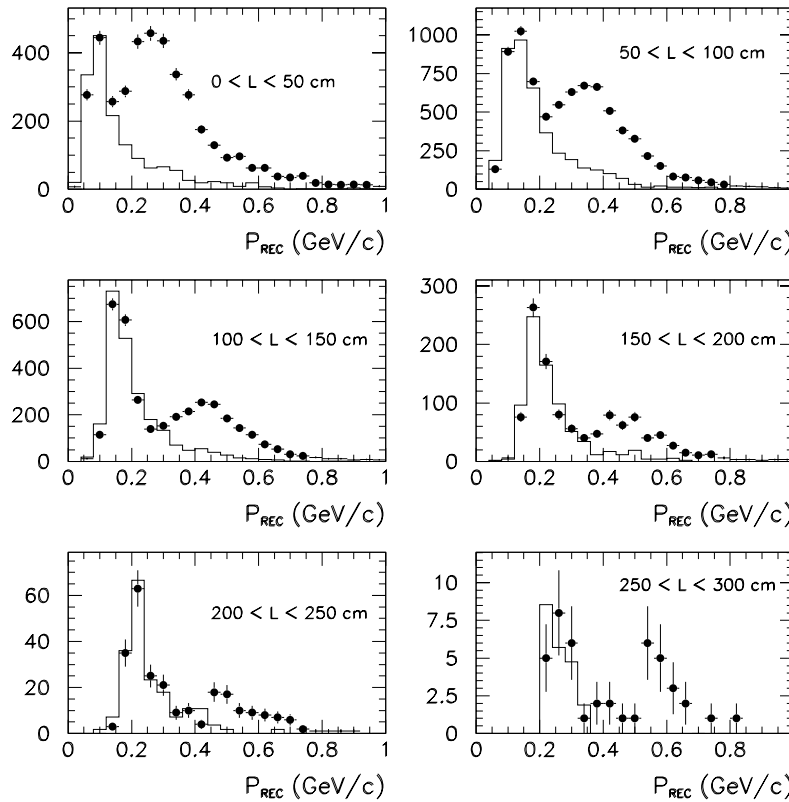 400
200
0
0 < L < 50 cm
0 0.2 0.4 0.6 0.8 1
P_REC (GeV/c)
1000
750
500
250
0
50 < L < 100 cm
0 0.2 0.4 0.6 0.8
P_REC (GeV/c)
600
400
200
0
100 < L < 150 cm
0 0.2 0.4 0.6 0.8 1
P_REC (GeV/c)
300
200
100
0
150 < L < 200 cm
0 0.2 0.4 0.6 0.8
P_REC (GeV/c)
60
40
20
0
200 < L < 250 cm
0 0.2 0.4 0.6 0.8 1
P_REC (GeV/c)
10
7.5
5
2.5
0
250 < L < 300 cm
0 0.2 0.4 0.6 0.8
P_REC (GeV/c)